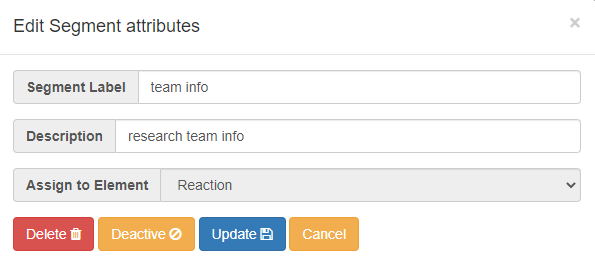 Edit Segment attributes ×
Segment Label team info
Description research team info
Assign to Element Reaction
Delete Deactive Update Cancel